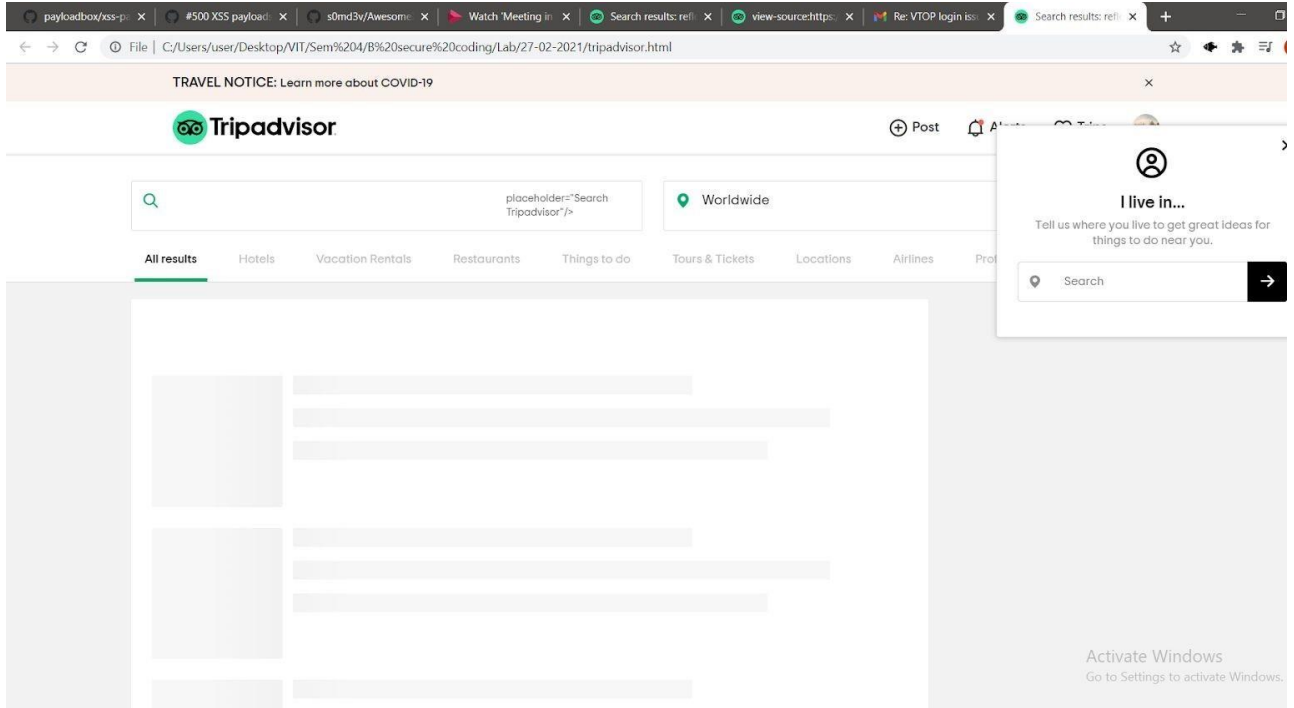 payloadbox/xss-pa #500 XSS payload s0md3v/Awesome Watch 'Meeting in Search results: refl view-source:https: Re: VTOP login issu Search results: refl
File | C:/Users/user/Desktop/VIT/Sem%204/B%20secure%20coding/Lab/27-02-2021/tripadvisor.html
TRAVEL NOTICE: Learn more about COVID-19
Tripadvisor
Post
I live in...
Tell us where you live to get great ideas for
things to do near you.
Search
placeholder="Search
Tripadvisor"/>
Worldwide
All results Hotels Vacation Rentals Restaurants Things to do Tours & Tickets Locations Airlines
Activate Windows
Go to Settings to activate Windows.